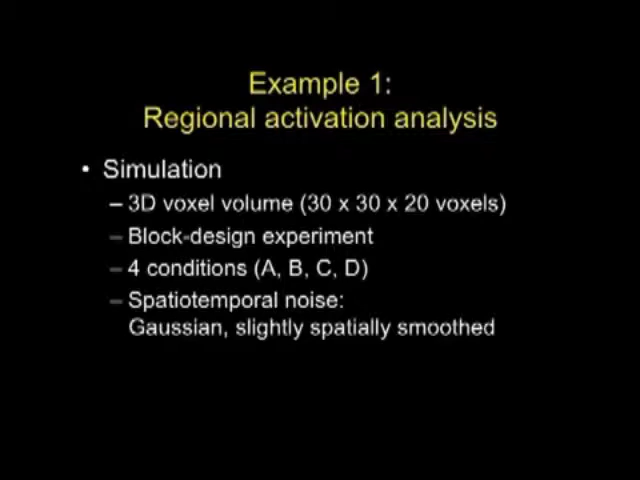 Example 1:
Regional activation analysis
• Simulation
– 3D voxel volume (30 x 30 x 20 voxels)
– Block-design experiment
– 4 conditions (A, B, C, D)
– Spatiotemporal noise:
Gaussian, slightly spatially smoothed